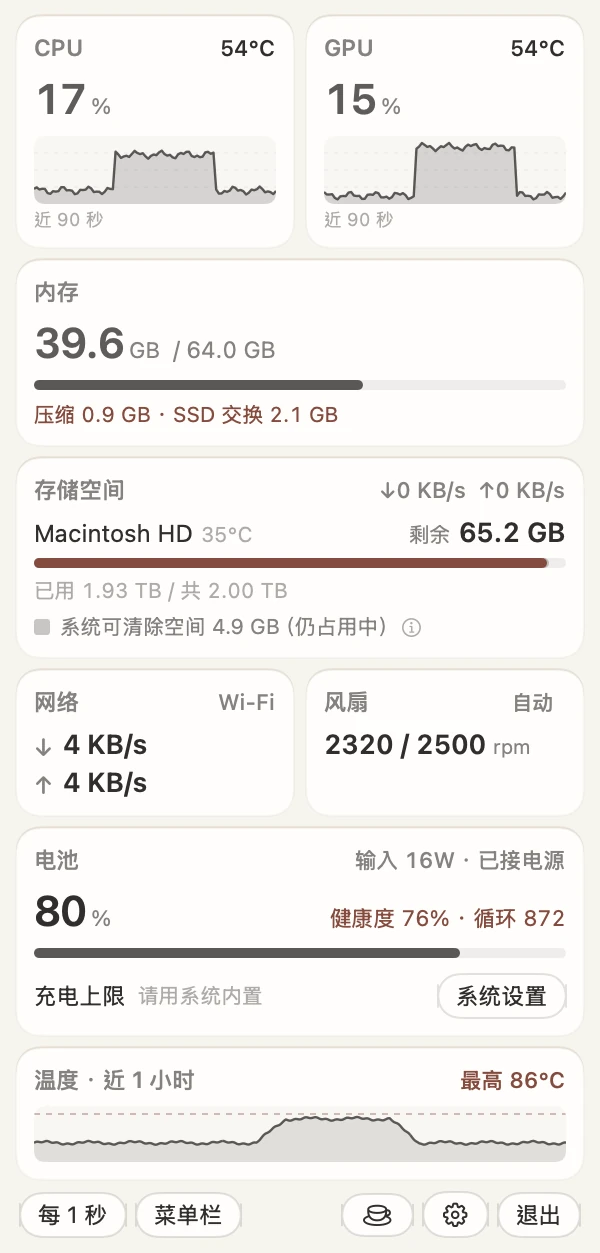 CPU 54°C
17 %
近 90 秒
GPU 54°C
15 %
近 90 秒
内存
39.6 GB / 64.0 GB
压缩 0.9 GB · SSD 交换 2.1 GB
存储空间 ↓0 KB/s ↑0 KB/s
Macintosh HD 35°C 剩余 65.2 GB
已用 1.93 TB / 共 2.00 TB
系统可清除空间 4.9 GB (仍占用中)
网络 Wi-Fi
↓ 4 KB/s
↑ 4 KB/s
风扇 自动
2320 / 2500 rpm
电池 输入 16W · 已接电源
80 % 健康度 76% · 循环 872
充电上限 请用系统内置 系统设置
温度 · 近 1 小时 最高 86°C
每 1 秒 菜单栏 退出